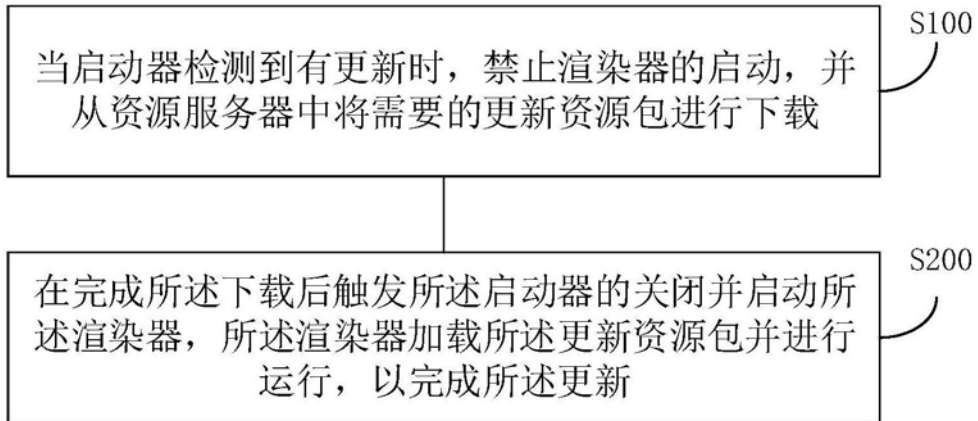 S100
当启动器检测到有更新时，禁止渲染器的启动，并
从资源服务器中将需要的更新资源包进行下载
S200
在完成所述下载后触发所述启动器的关闭并启动所
述渲染器，所述渲染器加载所述更新资源包并进行
运行，以完成所述更新